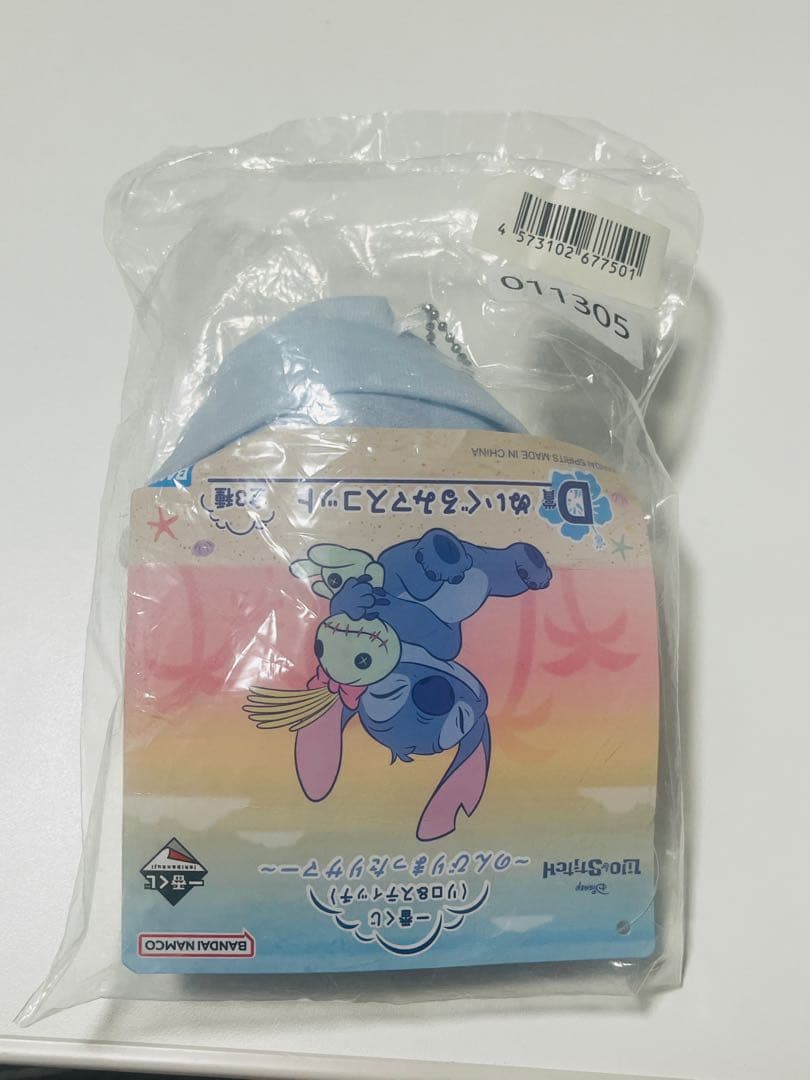 4 573102 677501
011305
BANDAI NAMCO
一番くじ
(リロ&スティッチ)
～のんびりまったりサマー～
Disney
LILO & STITCH
一番くじ
ichibankuji
D賞 ぬいぐるみマスコット 全3種
BANDAI SPIRITS MADE IN CHINA